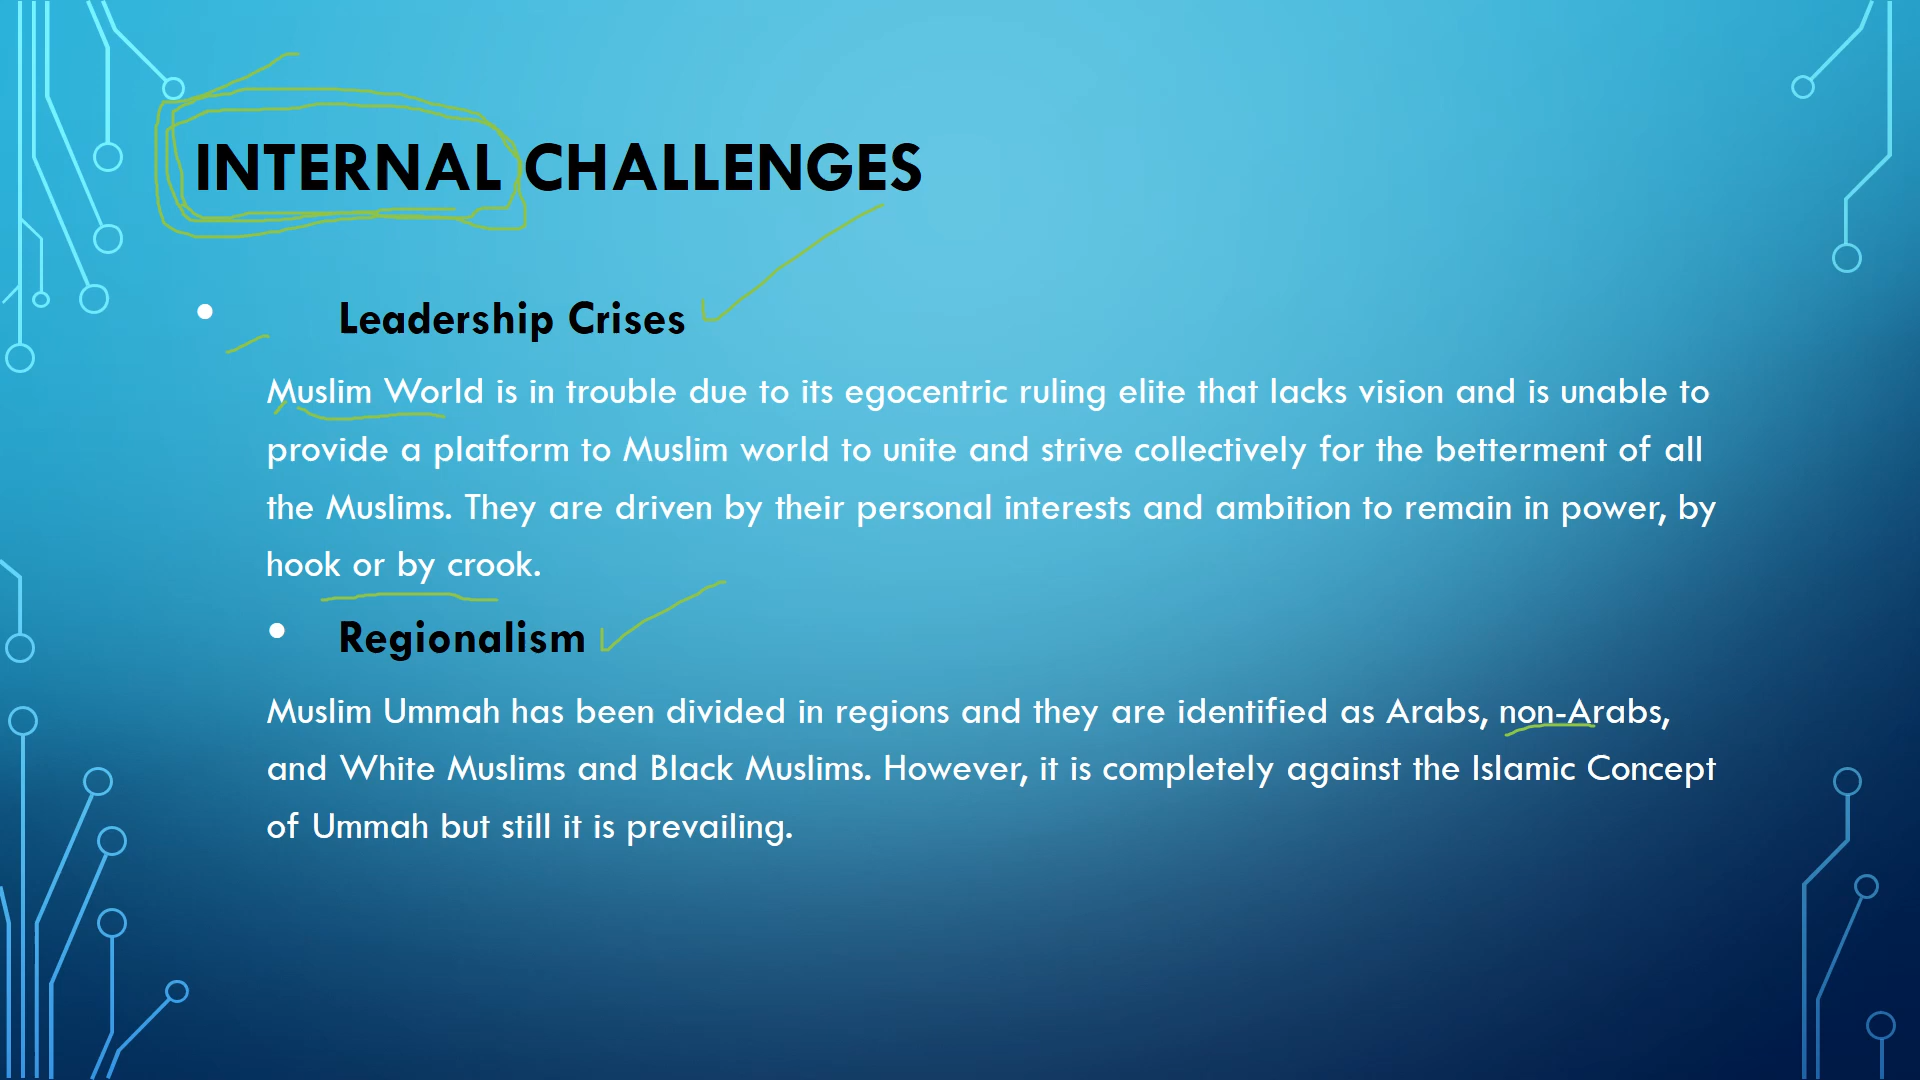 INTERNAL CHALLENGES
• Leadership Crises
Muslim World is in trouble due to its egocentric ruling elite that lacks vision and is unable to
provide a platform to Muslim world to unite and strive collectively for the betterment of all
the Muslims. They are driven by their personal interests and ambition to remain in power, by
hook or by crook.
• Regionalism
Muslim Ummah has been divided in regions and they are identified as Arabs, non-Arabs,
and White Muslims and Black Muslims. However, it is completely against the Islamic Concept
of Ummah but still it is prevailing.